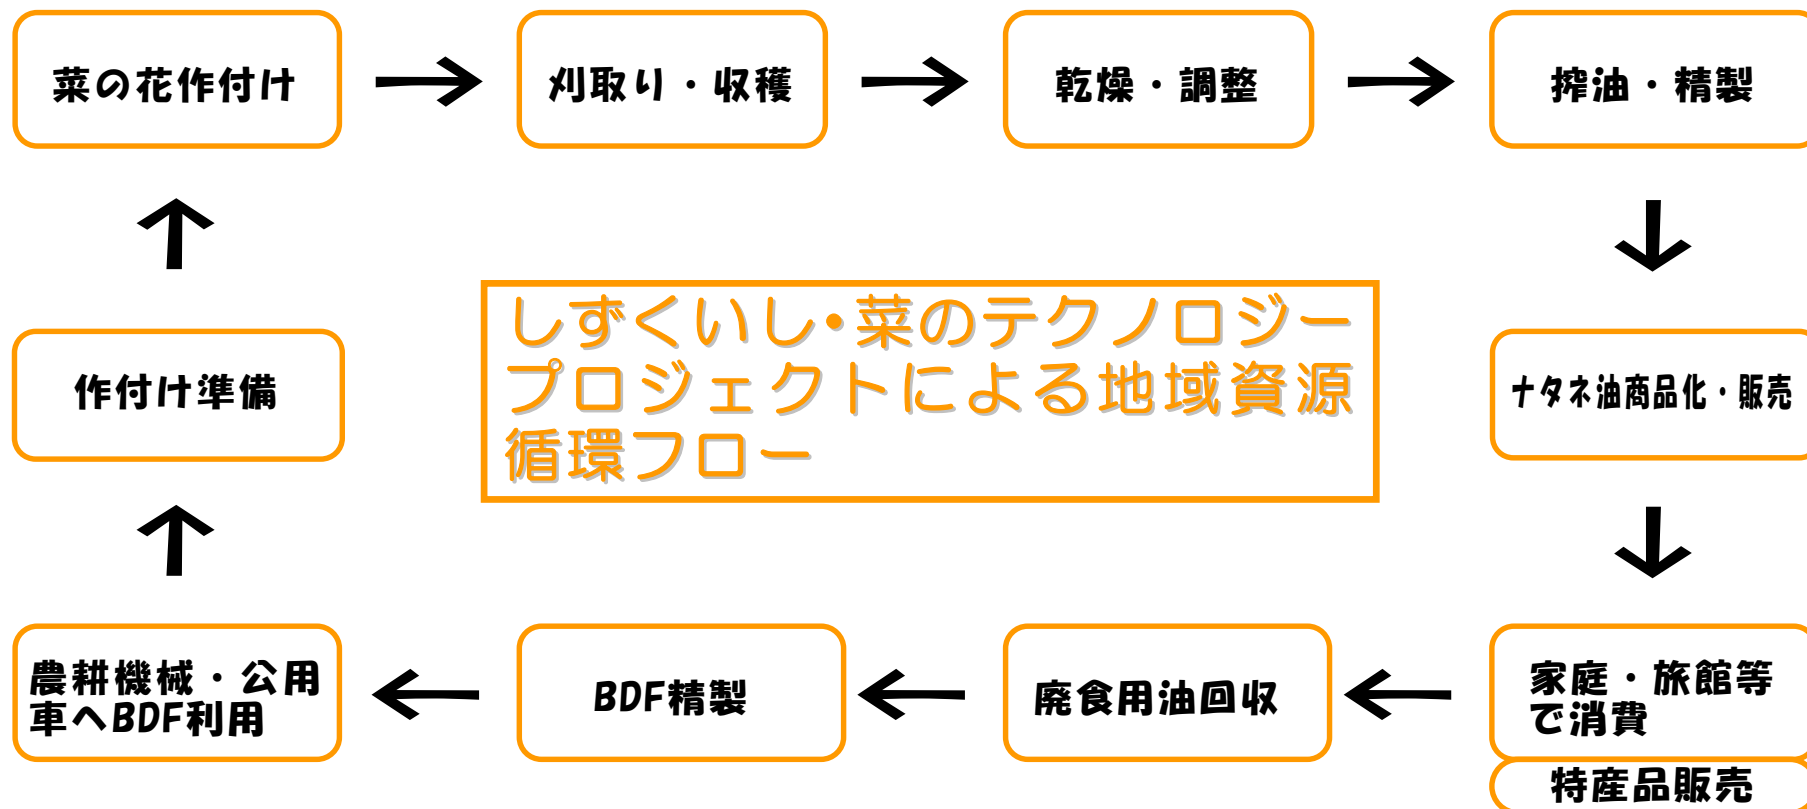 菜の花作付け
刈取り・収穫
乾燥・調整
搾油・精製
しずくいし・菜のテクノロジー
プロジェクトによる地域資源
循環フロー
作付け準備
ナタネ油商品化・販売
農耕機械・公用
車へBDF利用
BDF精製
廃食用油回収
家庭・旅館等
で消費
特産品販売